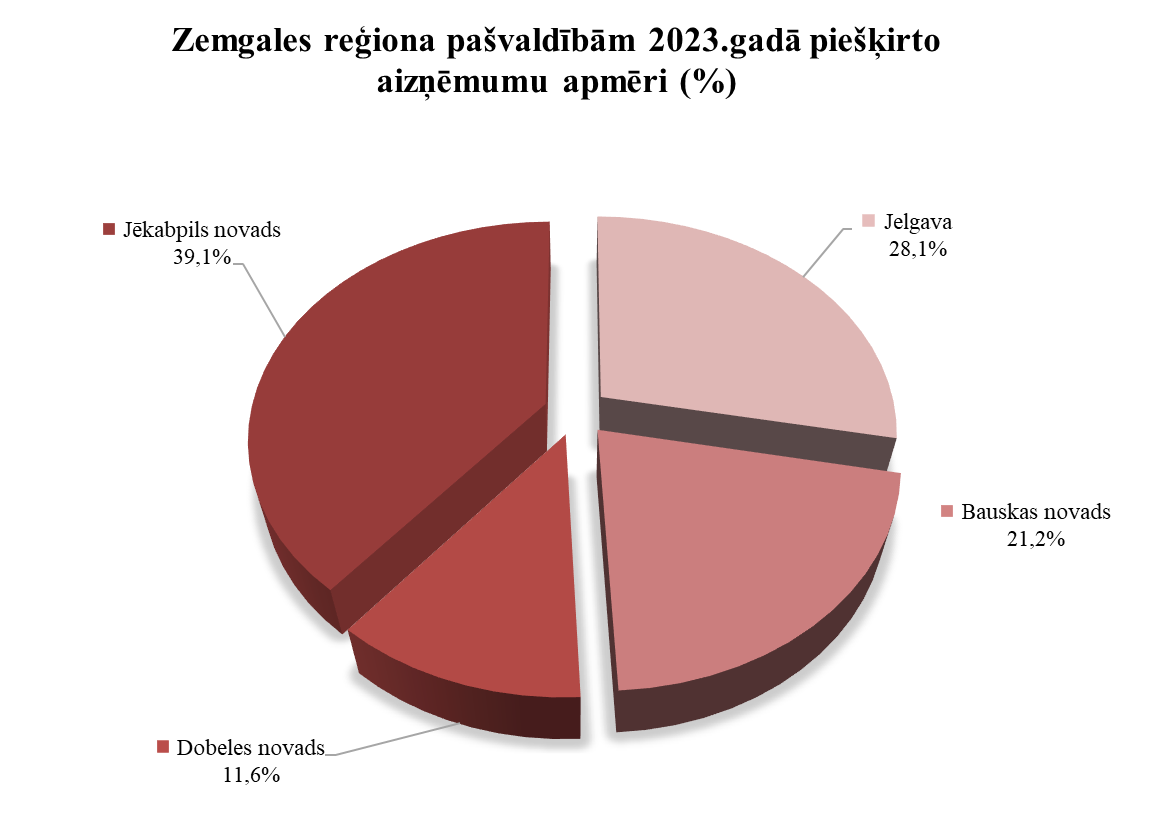 Zemgales reģiona pašvaldībām 2023.gadā piešķirto
aizņēmumu apmēri (%)
Jēkabpils novads
39,1%
Jelgava
28,1%
Bauskas novads
21,2%
Dobeles novads
11,6%